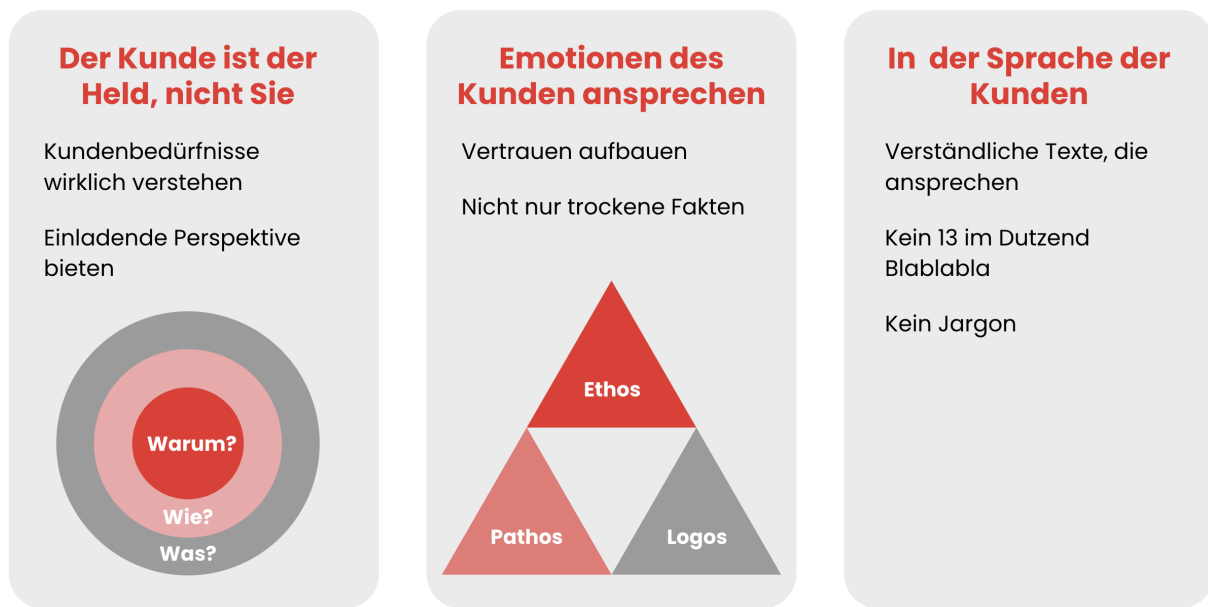 Der Kunde ist der
Held, nicht Sie
Kundenbedürfnisse
wirklich verstehen
Einladende Perspektive
bieten
Warum?
Wie?
Was?
Emotionen des
Kunden ansprechen
Vertrauen aufbauen
Nicht nur trockene Fakten
Ethos
Pathos
Logos
In  der Sprache der
Kunden
Verständliche Texte, die
ansprechen
Kein 13 im Dutzend
Blablabla
Kein Jargon